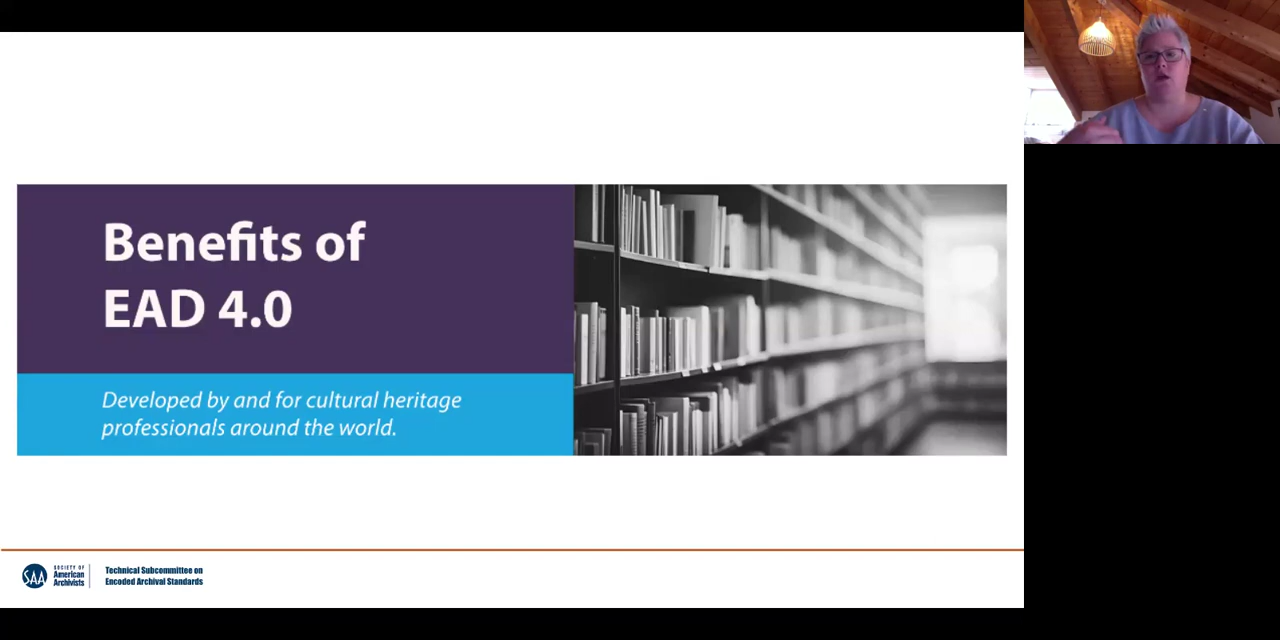 Benefits of
EAD 4.0
Developed by and for cultural heritage
professionals around the world.
SAA
SOCIETY OF
American
Archivists
Technical Subcommittee on
Encoded Archival Standards